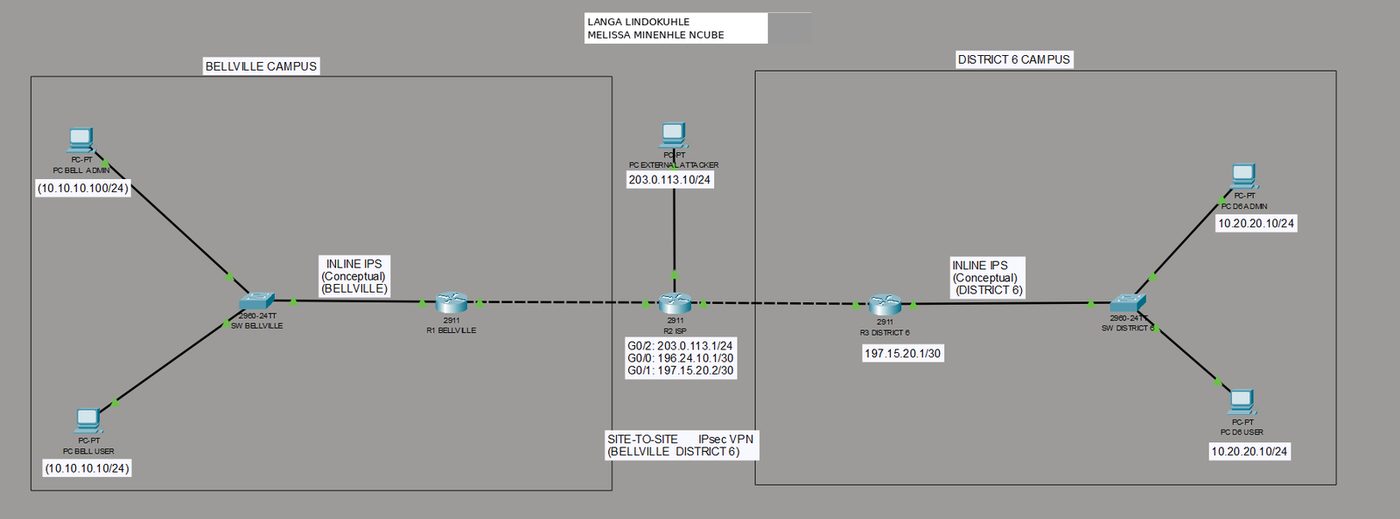 LANGA LINDOKUHLE
MELISSA MINENHLE NCUBE
BELLVILLE CAMPUS
DISTRICT 6 CAMPUS
PC-PT
PC BELL ADMIN
(10.10.10.100/24)
PC-PT
PC EXTERNAL ATTACKER
203.0.113.10/24
PC-PT
PC D6 ADMIN
10.20.20.10/24
INLINE IPS
(Conceptual)
(BELLVILLE)
INLINE IPS
(Conceptual)
(DISTRICT 6)
2960-24TT
SW BELLVILLE
2911
R1 BELLVILLE
2911
R2 ISP
G0/2: 203.0.113.1/24
G0/0: 196.24.10.1/30
G0/1: 197.15.20.2/30
2911
R3 DISTRICT 6
197.15.20.1/30
2960-24TT
SW DISTRICT 6
PC-PT
PC BELL USER
(10.10.10.10/24)
SITE-TO-SITE IPsec VPN
(BELLVILLE DISTRICT 6)
PC-PT
PC D6 USER
10.20.20.10/24